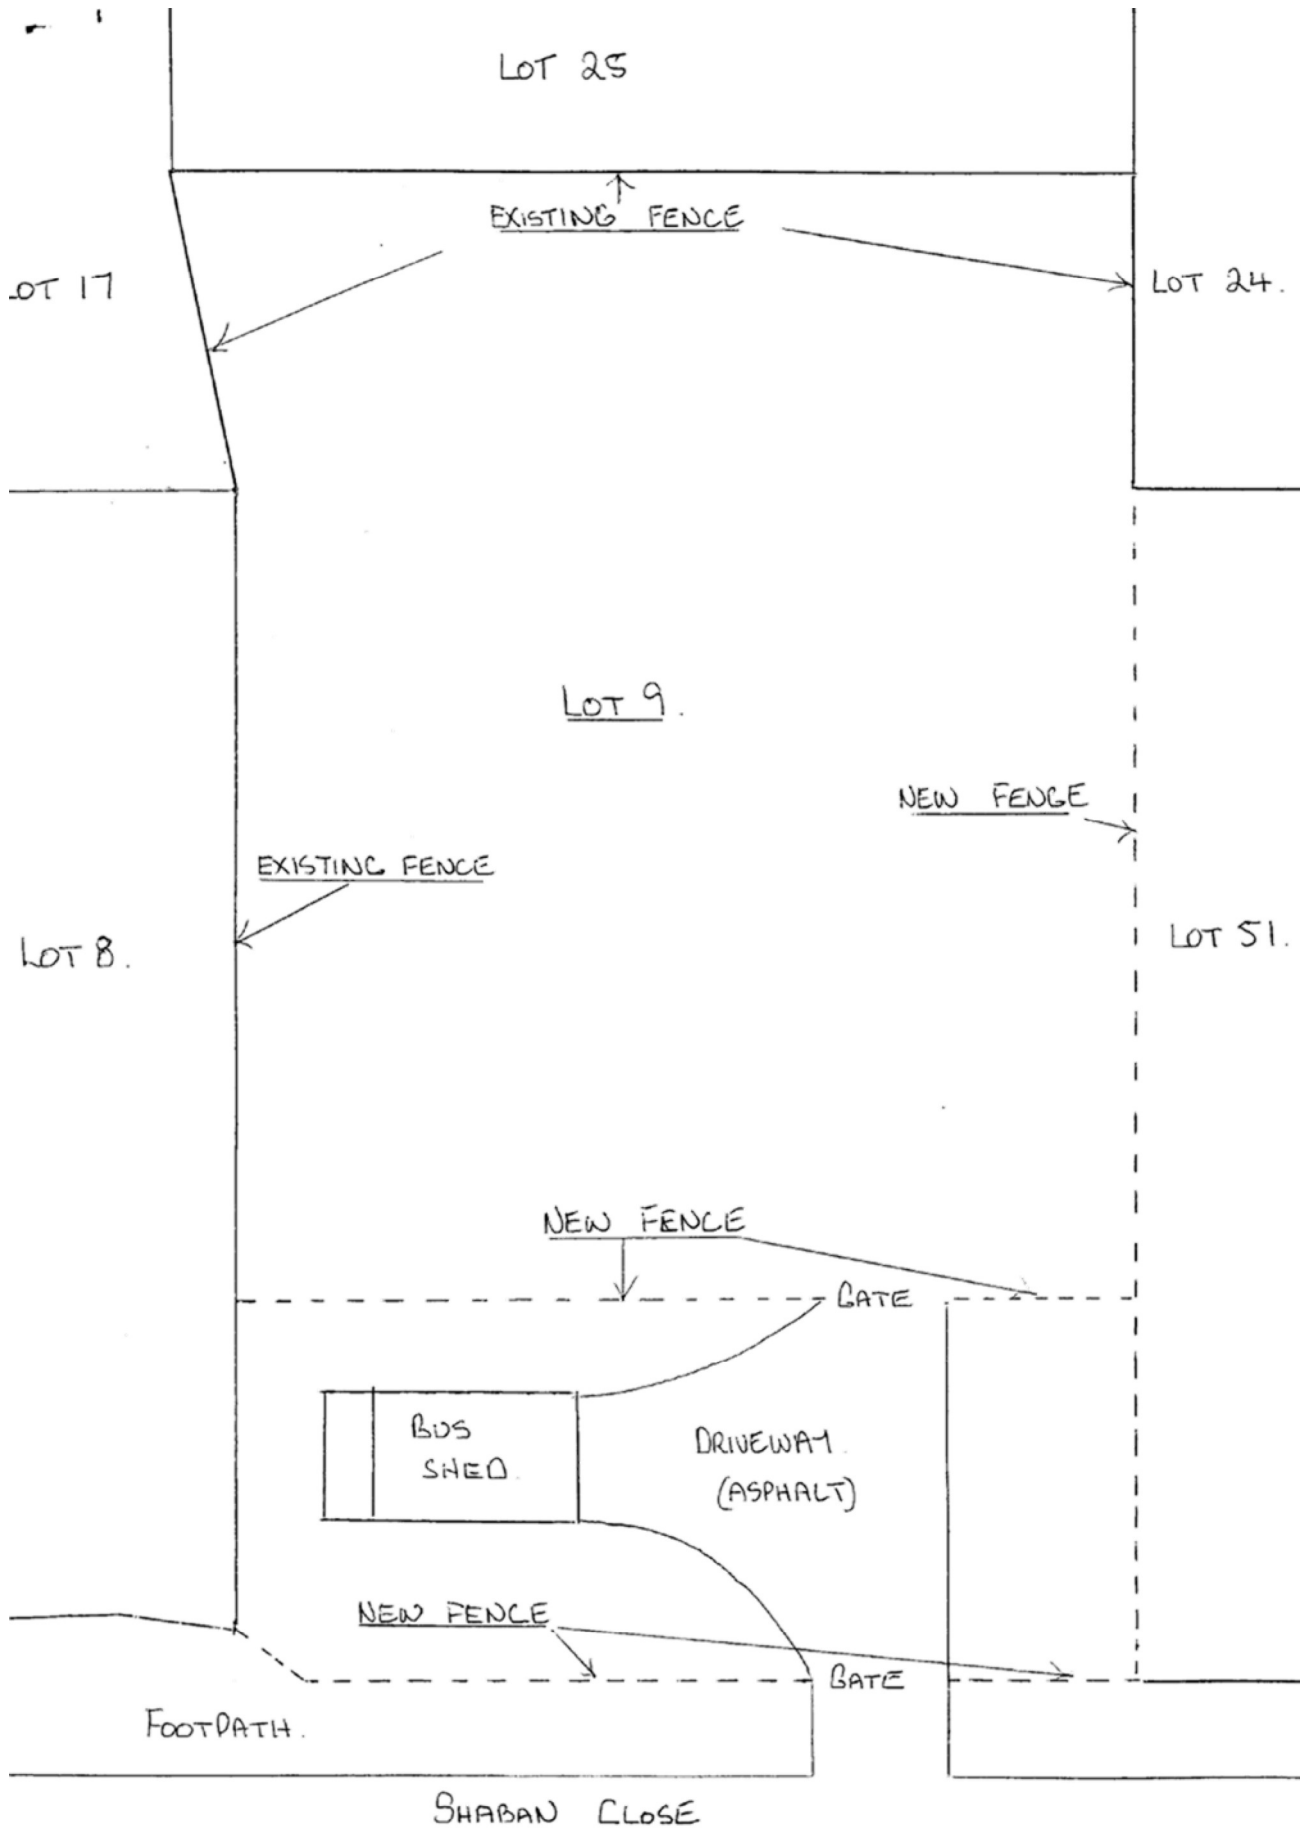 LOT 25
EXISTING FENCE
LOT 17
LOT 24.
LOT 9.
NEW FENCE
EXISTING FENCE
LOT 8.
LOT 51.
NEW FENCE
GATE
BUS
SHED.
DRIVEWAY.
(ASPHALT)
NEW FENCE
GATE
FOOTPATH.
SHABAN CLOSE